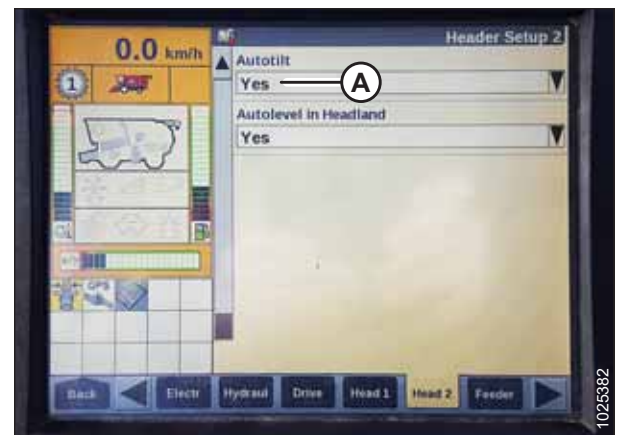 Header Setup 2
0.0 km/h
1
Autotilt
Yes
A
Autolevel in Headland
Yes
GPS
Back
Electr
Hydraul
Drive
Head 1
Head 2
Feeder
1025382